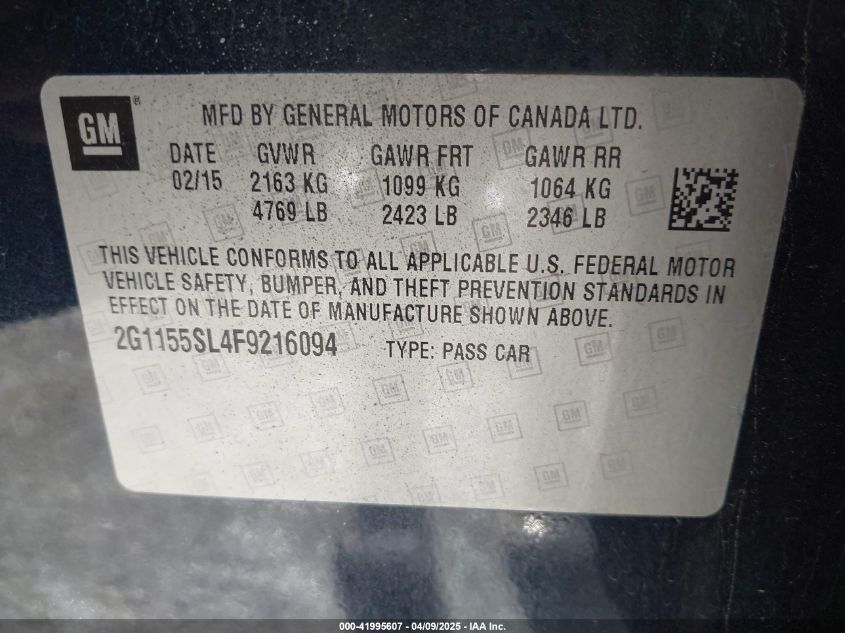 GM
MFD BY GENERAL MOTORS OF CANADA LTD.
DATE GVWR GAWR FRT GAWR RR
02/15 2163 KG 1099 KG 1064 KG
4769 LB 2423 LB 2346 LB
THIS VEHICLE CONFORMS TO ALL APPLICABLE U.S. FEDERAL MOTOR
VEHICLE SAFETY, BUMPER, AND THEFT PREVENTION STANDARDS IN
EFFECT ON THE DATE OF MANUFACTURE SHOWN ABOVE.
2G1155SL4F9216094 TYPE: PASS CAR
000-41995607 - 04/09/2025 - IAA Inc.